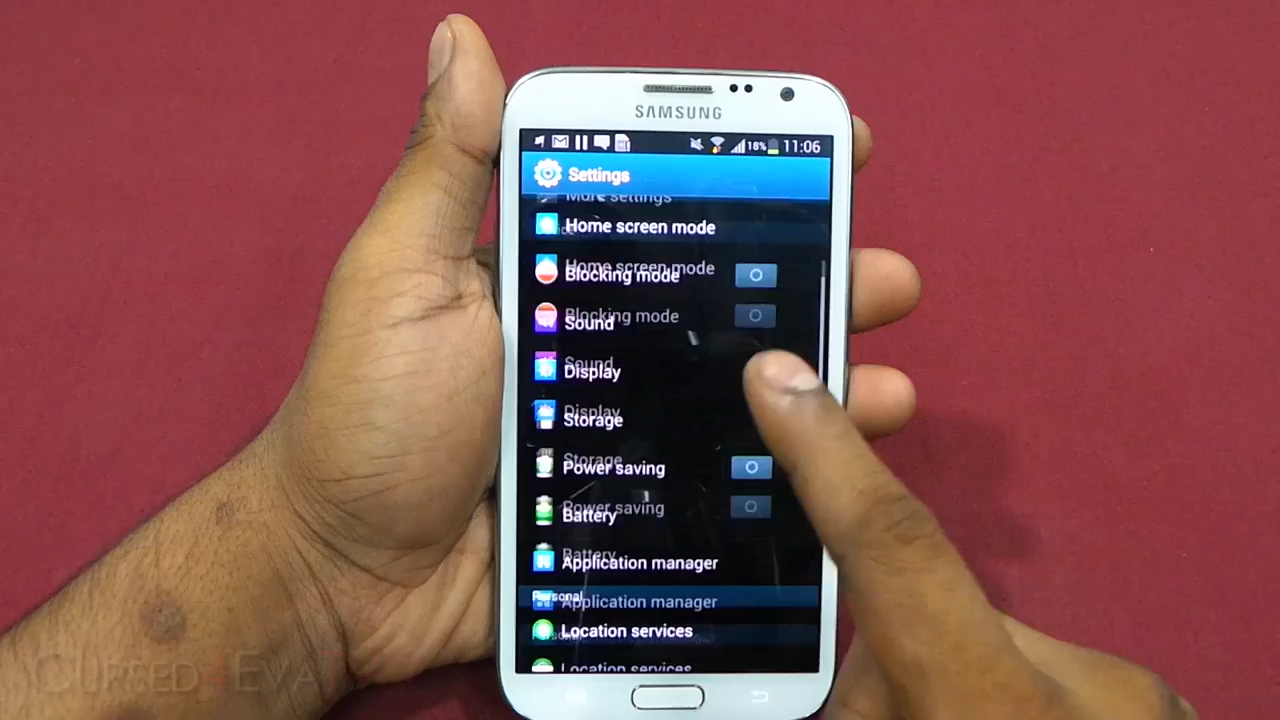 SAMSUNG
18% 11:06
Settings
More settings
Home screen mode
Home screen mode
Blocking mode
Blocking mode
Sound
Sound
Display
Display
Storage
Storage
Power saving
Power saving
Battery
Battery
Application manager
Personal
Application manager
Location services
Location services
CURSED4EVA